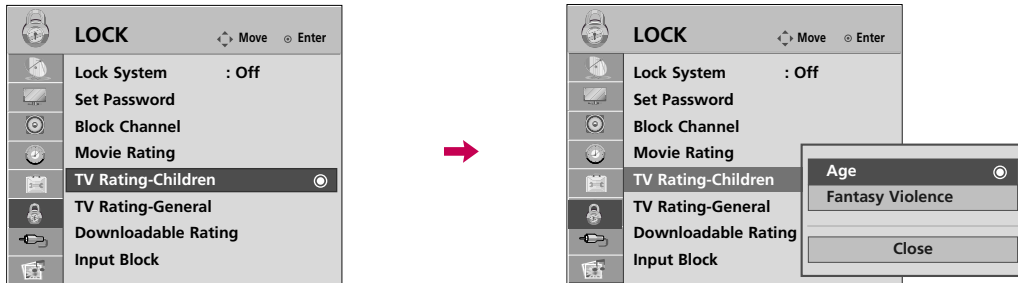 LOCK Move Enter
Lock System : Off
Set Password
Block Channel
Movie Rating
TV Rating-Children
TV Rating-General
Downloadable Rating
Input Block
LOCK Move Enter
Lock System : Off
Set Password
Block Channel
Movie Rating
TV Rating-Children
TV Rating-General
Downloadable Rating
Input Block
Age
Fantasy Violence
Close